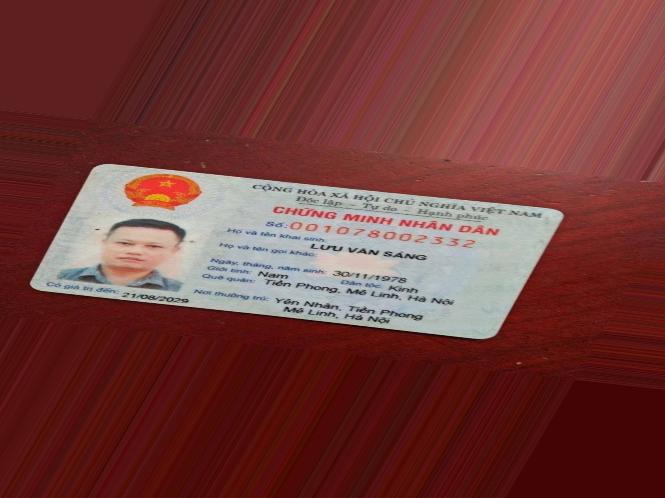 CỘNG HÒA XÃ HỘI CHỦ NGHĨA VIỆT NAM
Độc lập - Tự do - Hạnh phúc
CHỨNG MINH NHÂN DÂN
Số: 001078002332
Họ và tên khai sinh:
LƯU VĂN SÁNG
Họ và tên gọi khác:
Ngày, tháng, năm sinh: 30/11/1978
Giới tính: Nam Dân tộc: Kinh
Quê quán: Tiền Phong, Mê Linh, Hà Nội
Nơi thường trú: Yên Nhân, Tiền Phong
Mê Linh, Hà Nội
Có giá trị đến: 21/08/2029